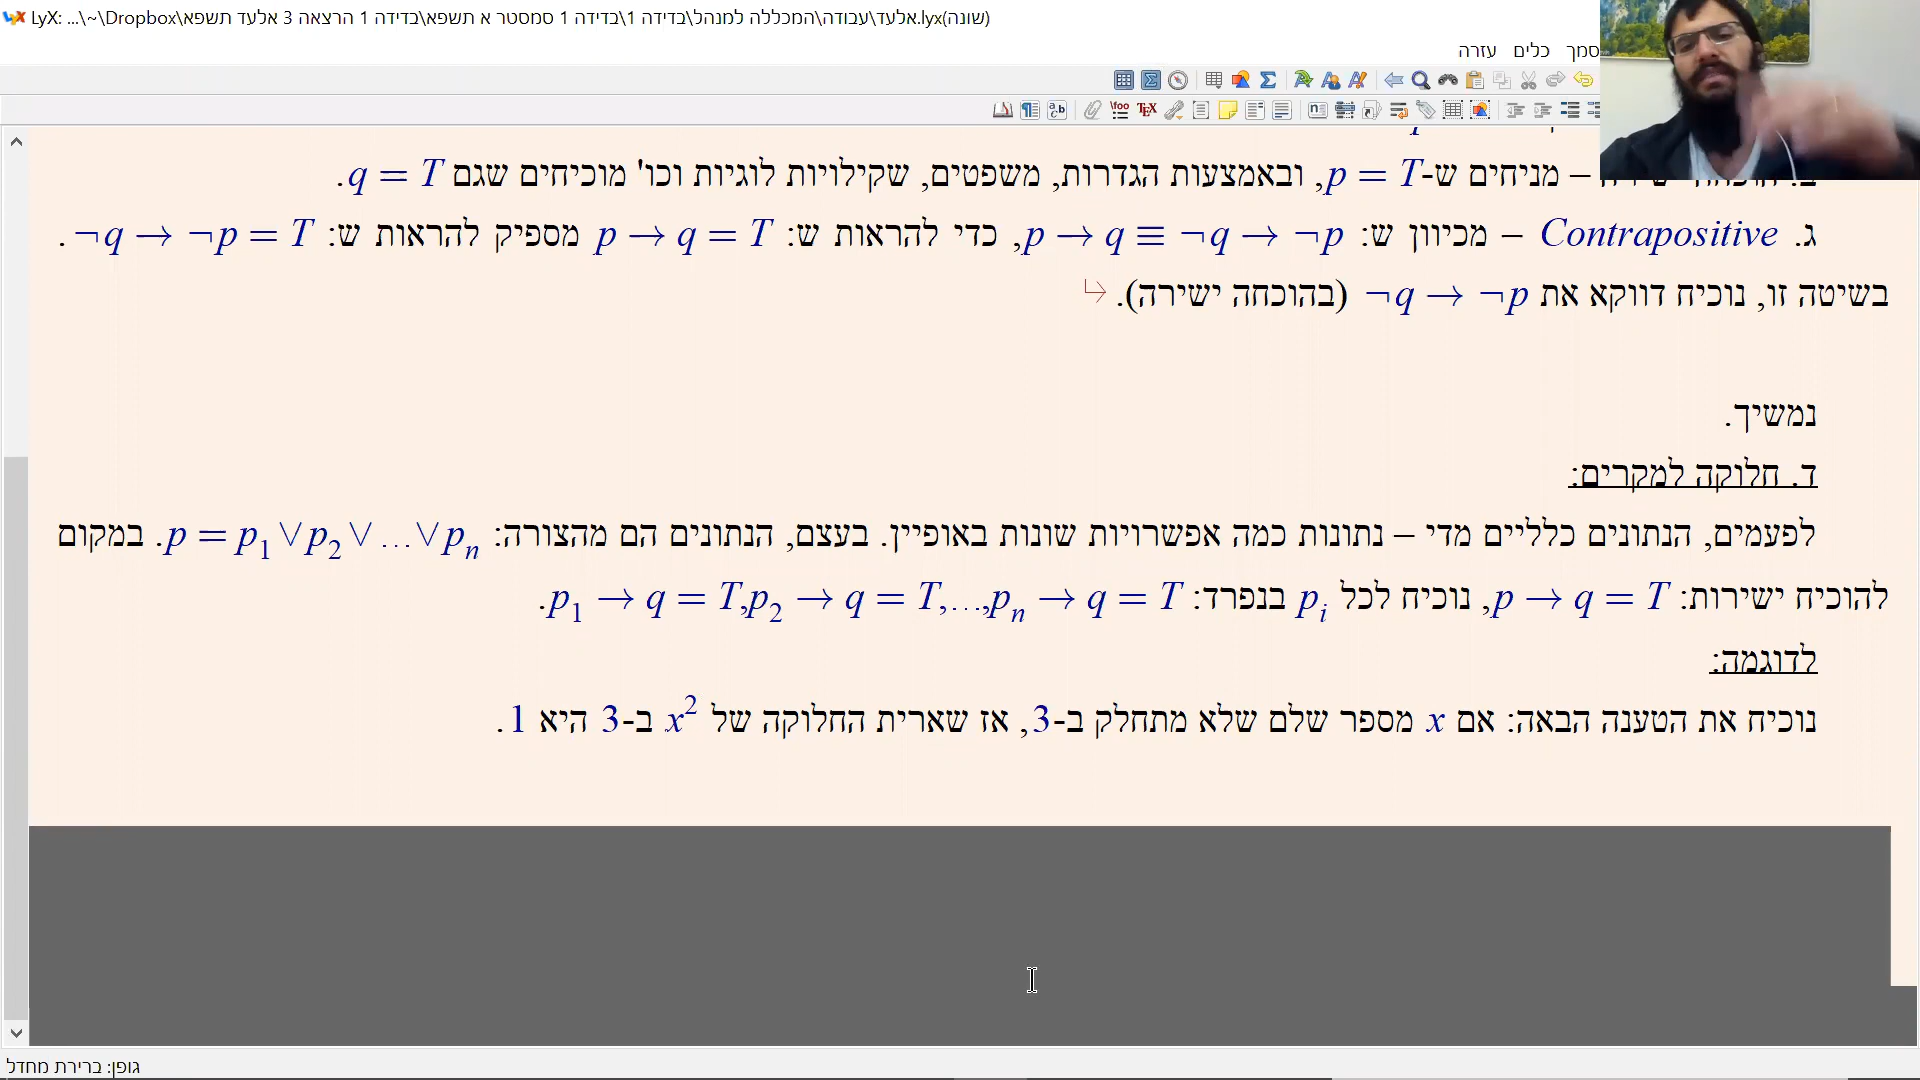 LyX: ...\~\Dropbox\אלעד\עבודה\המכללה למנהל\בדידה 1\בדידה 1 סמסטר א תשפא\בדידה 1 הרצאה 3 אלעד תשפא.lyx(שונה)
סמך כלים עזרה
– מניחים ש-p = T, ובאמצעות הגדרות, משפטים, שקילויות לוגיות וכו' מוכיחים שגם q = T.
ג. Contrapositive – מכיוון ש: p → q ≡ ¬q → ¬p, כדי להראות ש: p → q = T מספיק להראות ש: ¬q → ¬p = T.
בשיטה זו, נוכיח דווקא את ¬q → ¬p (בהוכחה ישירה).
נמשיך.
ד. חלוקה למקרים:
לפעמים, הנתונים כלליים מדי – נתונות כמה אפשרויות שונות באופיין. בעצם, הנתונים הם מהצורה: p = p₁ ∨ p₂ ∨ … ∨ pₙ. במקום
להוכיח ישירות: p → q = T, נוכיח לכל pᵢ בנפרד: p₁ → q = T, p₂ → q = T,…,pₙ → q = T.
לדוגמה:
נוכיח את הטענה הבאה: אם x מספר שלם שלא מתחלק ב-3, אז שארית החלוקה של x² ב-3 היא 1.
גופן: ברירת מחדל